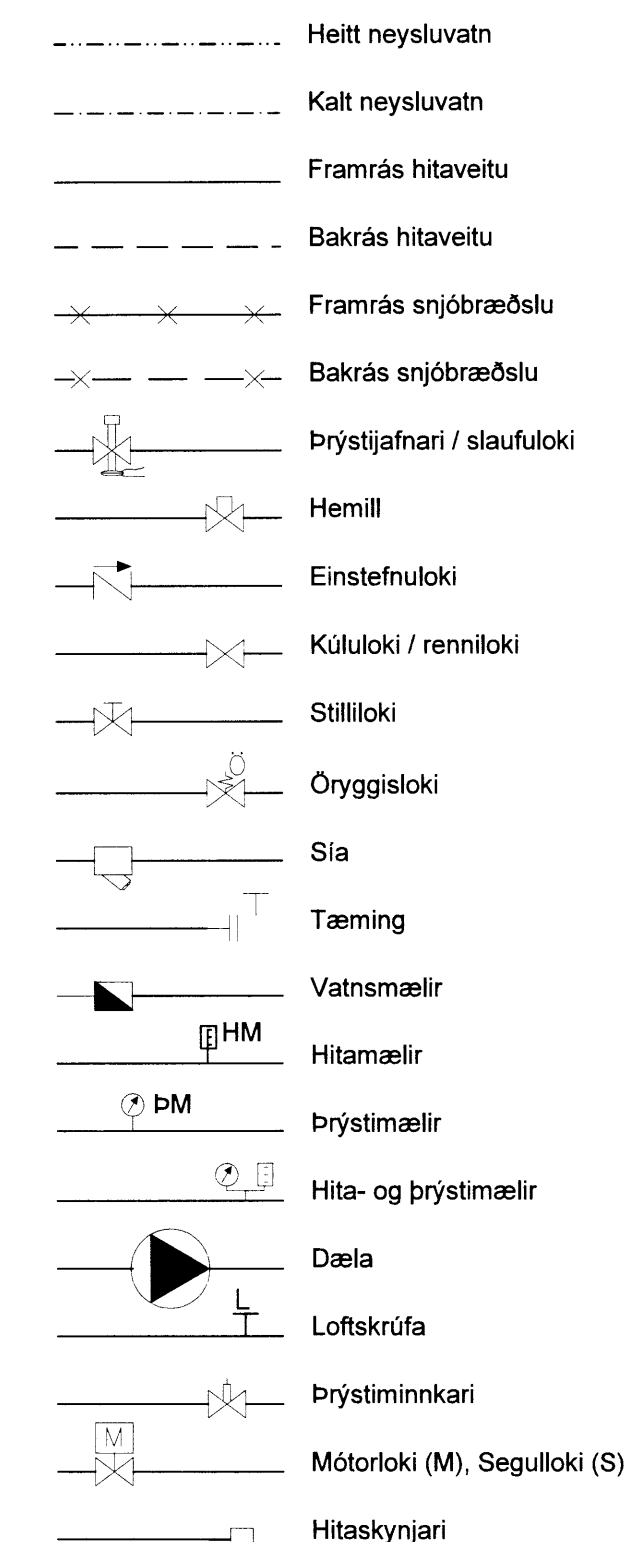 Heitt neysluvatn
Kalt neysluvatn
Framrás hitaveitu
Bakrás hitaveitu
Framrás snjóbræðslu
Bakrás snjóbræðslu
Þrýstijafnari / slaufuloki
Hemill
Einstefnuloki
Kúluloki / renniloki
Stilliloki
Ö
Öryggisloki
Sía
T
Tæming
Vatnsmælir
HM
Hitamælir
ÞM
Þrýstimælir
Hita- og þrýstimælir
Dæla
L
Loftskrúfa
Þrýstiminnkari
M
Mótorloki (M), Segulloki (S)
Hitaskynjari